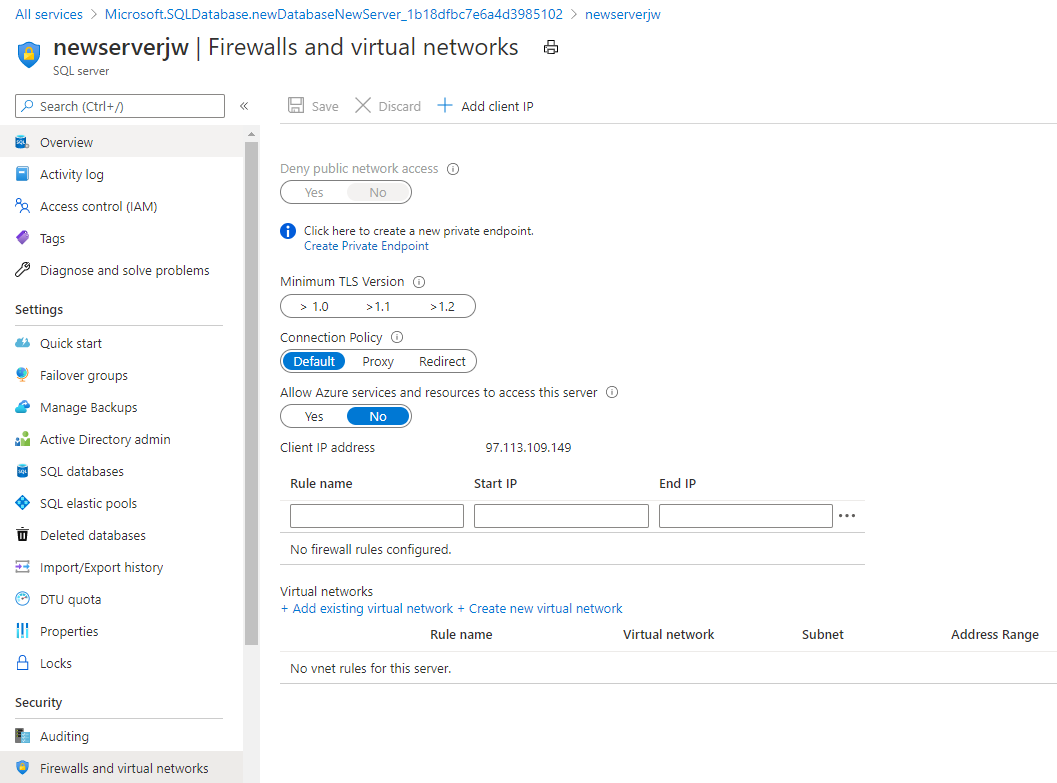 All services > Microsoft.SQLDatabase.newDatabaseNewServer_1b18dfbc7e6a4d3985102 > newserverjw
newserverjw | Firewalls and virtual networks
SQL server
Search (Ctrl+/)
«
Overview
Activity log
Access control (IAM)
Tags
Diagnose and solve problems
Settings
Quick start
Failover groups
Manage Backups
Active Directory admin
SQL databases
SQL elastic pools
Deleted databases
Import/Export history
DTU quota
Properties
Locks
Security
Auditing
Firewalls and virtual networks
Save Discard + Add client IP
Deny public network access
Yes No
Click here to create a new private endpoint.
Create Private Endpoint
Minimum TLS Version
> 1.0 >1.1 >1.2
Connection Policy
Default Proxy Redirect
Allow Azure services and resources to access this server
Yes No
Client IP address 97.113.109.149
Rule name Start IP End IP
No firewall rules configured.
Virtual networks
+ Add existing virtual network + Create new virtual network
Rule name Virtual network Subnet Address Range
No vnet rules for this server.